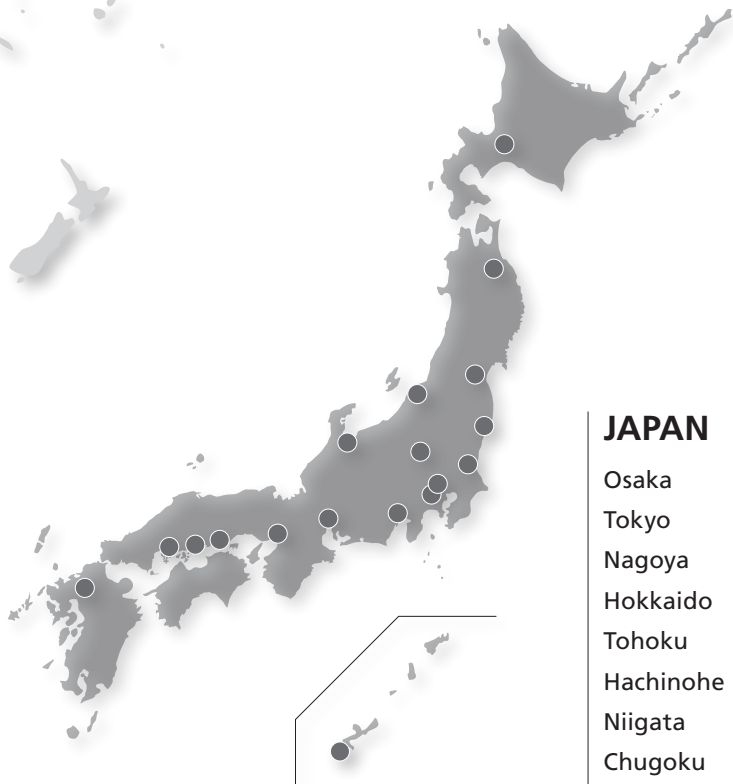 JAPAN
Osaka
Tokyo
Nagoya
Hokkaido
Tohoku
Hachinohe
Niigata
Chugoku